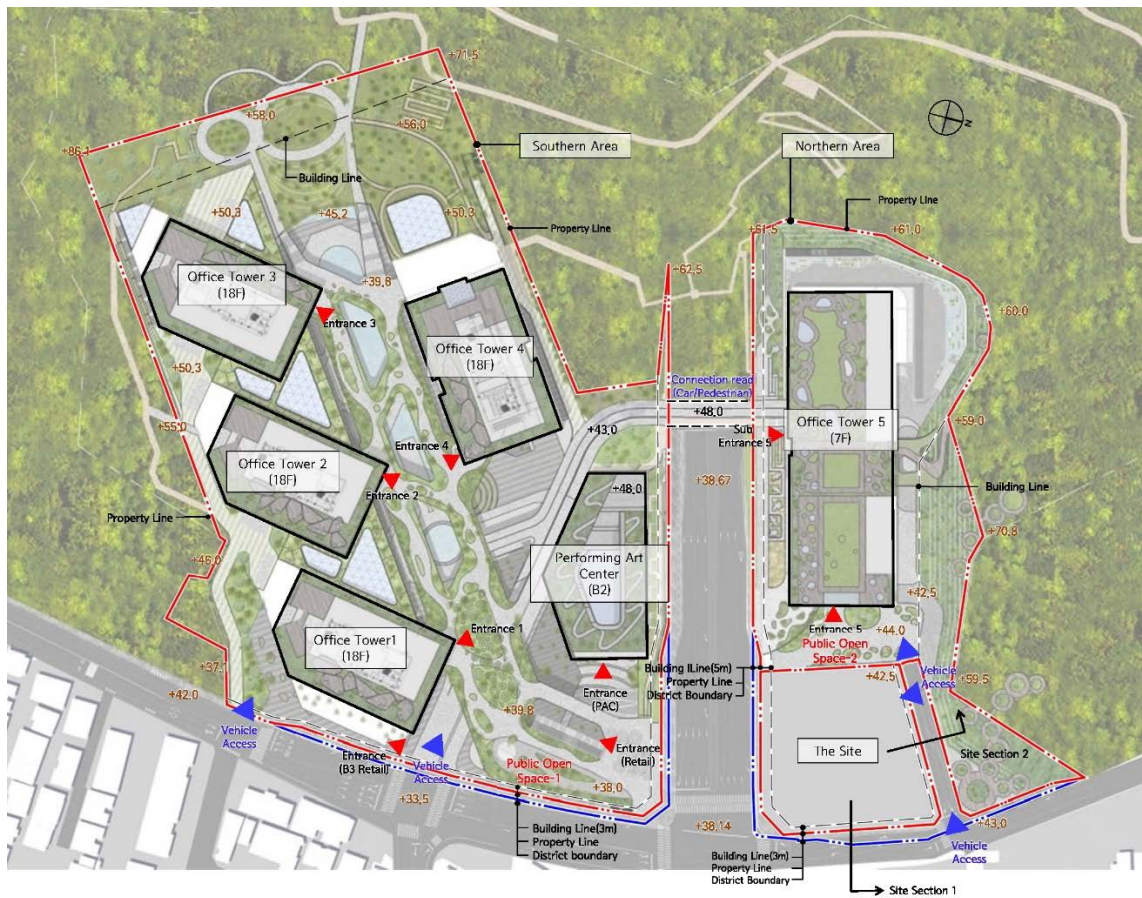 +71.5
+58.0
+56.0
N
+86.1
Southern Area
Northern Area
Building Line
Property Line
+50.3
+45.2
+50.3
Property Line
+61.5
+61.0
+62.5
Office Tower 3
(18F)
+39.8
Entrance 3
+60.0
Office Tower 4
(18F)
+50.3
Connection read
(Car/Pedestrian)
+48.0
+55.0
+43.0
Sub
Entrance 5
Office Tower 5
(7F)
+59.0
Entrance 4
Office Tower 2
(18F)
Entrance 2
+48.0
+38.67
Building Line
Property Line
+46.0
+70.8
Performing Art
Center
(B2)
+42.5
Office Tower1
(18F)
Entrance 1
Entrance 5
Public Open
Space-2
+44.0
+37.1
+42.0
Building lLine(5m)
Property Line
District Boundary
+42.5
Vehicle
Access
+59.5
Entrance
(PAC)
+39.8
Vehicle
Access
Entrance
(B3 Retail)
Vehicle
Access
Public Open
Space-1
Entrance
(Retail)
The Site
Site Section 2
+33.5
+38.0
+38.14
+43.0
Building Line(3m)
Property Line
District boundary
Vehicle
Access
Building Line(3m)
Property Line
District Boundary
Site Section 1